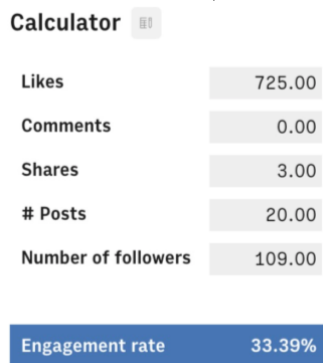 Calculator
Likes 725.00
Comments 0.00
Shares 3.00
# Posts 20.00
Number of followers 109.00
Engagement rate 33.39%